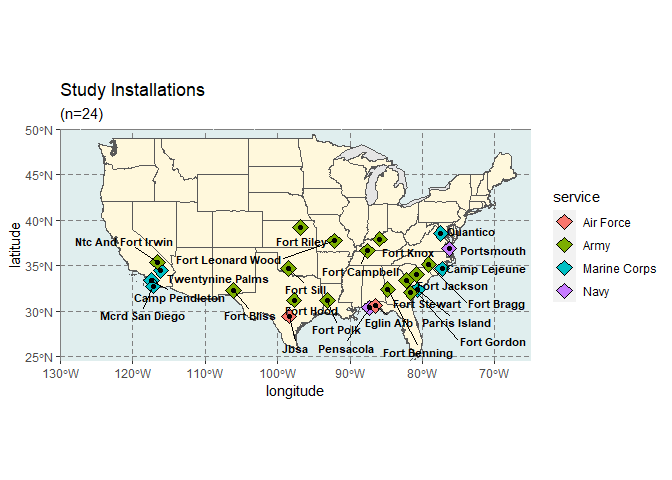 Study Installations
(n=24)
50°N
45°N
40°N
35°N
30°N
25°N
latitude
Quantico
Ntc And Fort Irwin
Fort Riley
Portsmouth
Fort Knox
Fort Leonard Wood
Camp Lejeune
Fort Campbell
Twentynine Palms
Fort Jackson
Fort Sill
Camp Pendleton
Fort Stewart
Fort Bragg
Fort Hood
Mcrd San Diego
Fort Bliss
Eglin Afb
Parris Island
Fort Polk
Fort Gordon
Jbsa
Pensacola
Fort Benning
130°W
120°W
110°W
100°W
90°W
80°W
70°W
longitude
service
Air Force
Army
Marine Corps
Navy